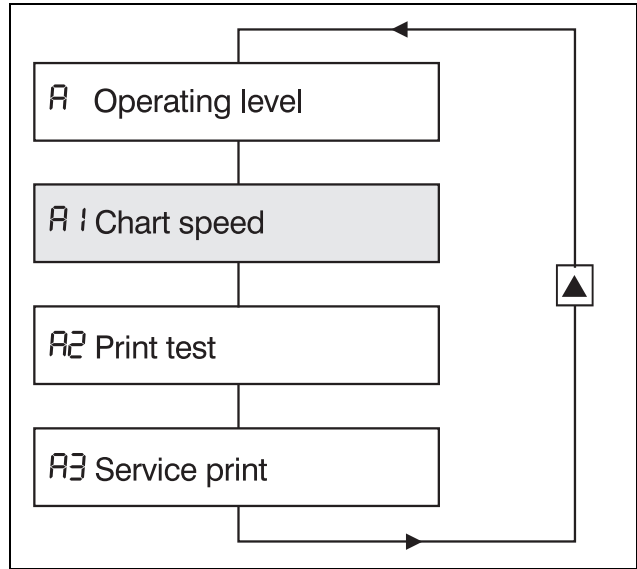 A Operating level
A1 Chart speed
A2 Print test
A3 Service print